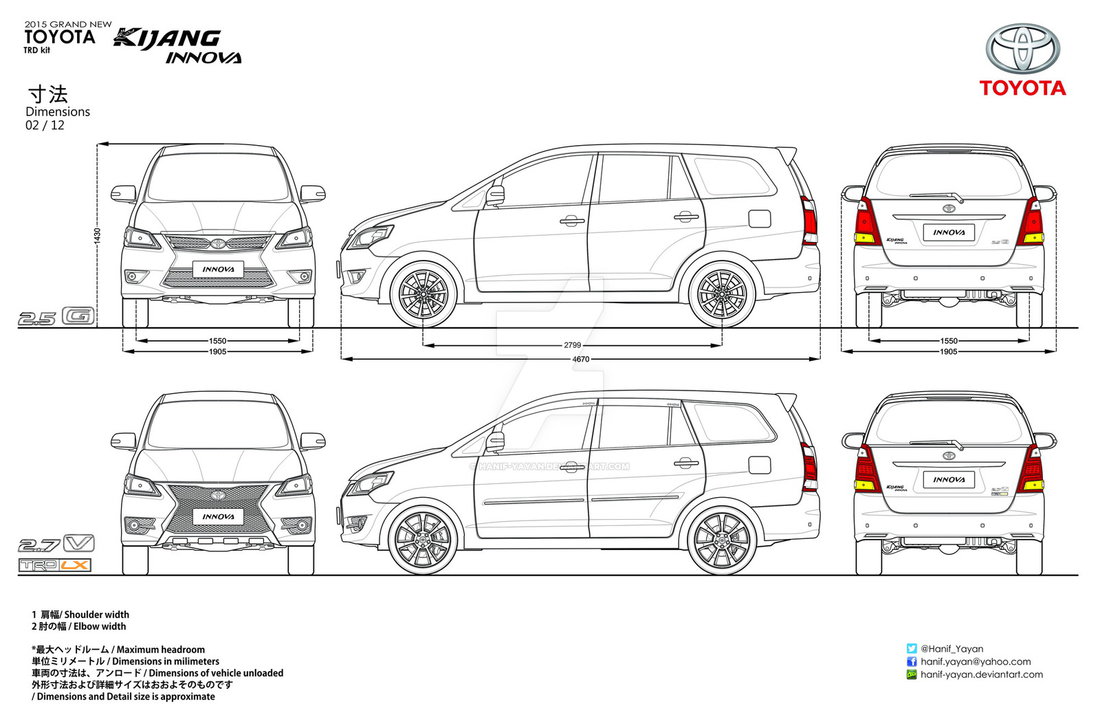 2015 GRAND NEW
TOYOTA KIJANG
TRD kit INNOVA
TOYOTA
寸法
Dimensions
02 / 12
1430
INNOVA
KIJANG
INNOVA
INNOVA
2.5 G
1550
1905
2799
4670
1550
1905
© HANIF-YAYAN.DEVIANTART.COM
INNOVA
KIJANG
INNOVA
INNOVA
2.7 V
TRD LX
1 肩幅/ Shoulder width
2 肘の幅 / Elbow width
*最大ヘッドルーム / Maximum headroom
単位ミリメートル / Dimensions in milimeters
車両の寸法は、アンロード / Dimensions of vehicle unloaded
外形寸法および詳細サイズはおおよそのものです
/ Dimensions and Detail size is approximate
@Hanif_Yayan
hanif.yayan@yahoo.com
hanif-yayan.deviantart.com